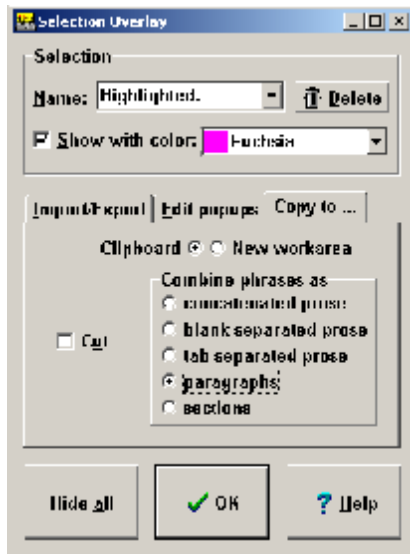 Selection Overlay
Selection
Name: Highlighted. Delete
Show with color: Fuchsia
Import/Export Edit popups Copy to ...
Clipboard New workarea
Combine phrases as
concatenated prose
blank separated prose
Cut tab separated prose
paragraphs
sections
Hide all OK ? Help